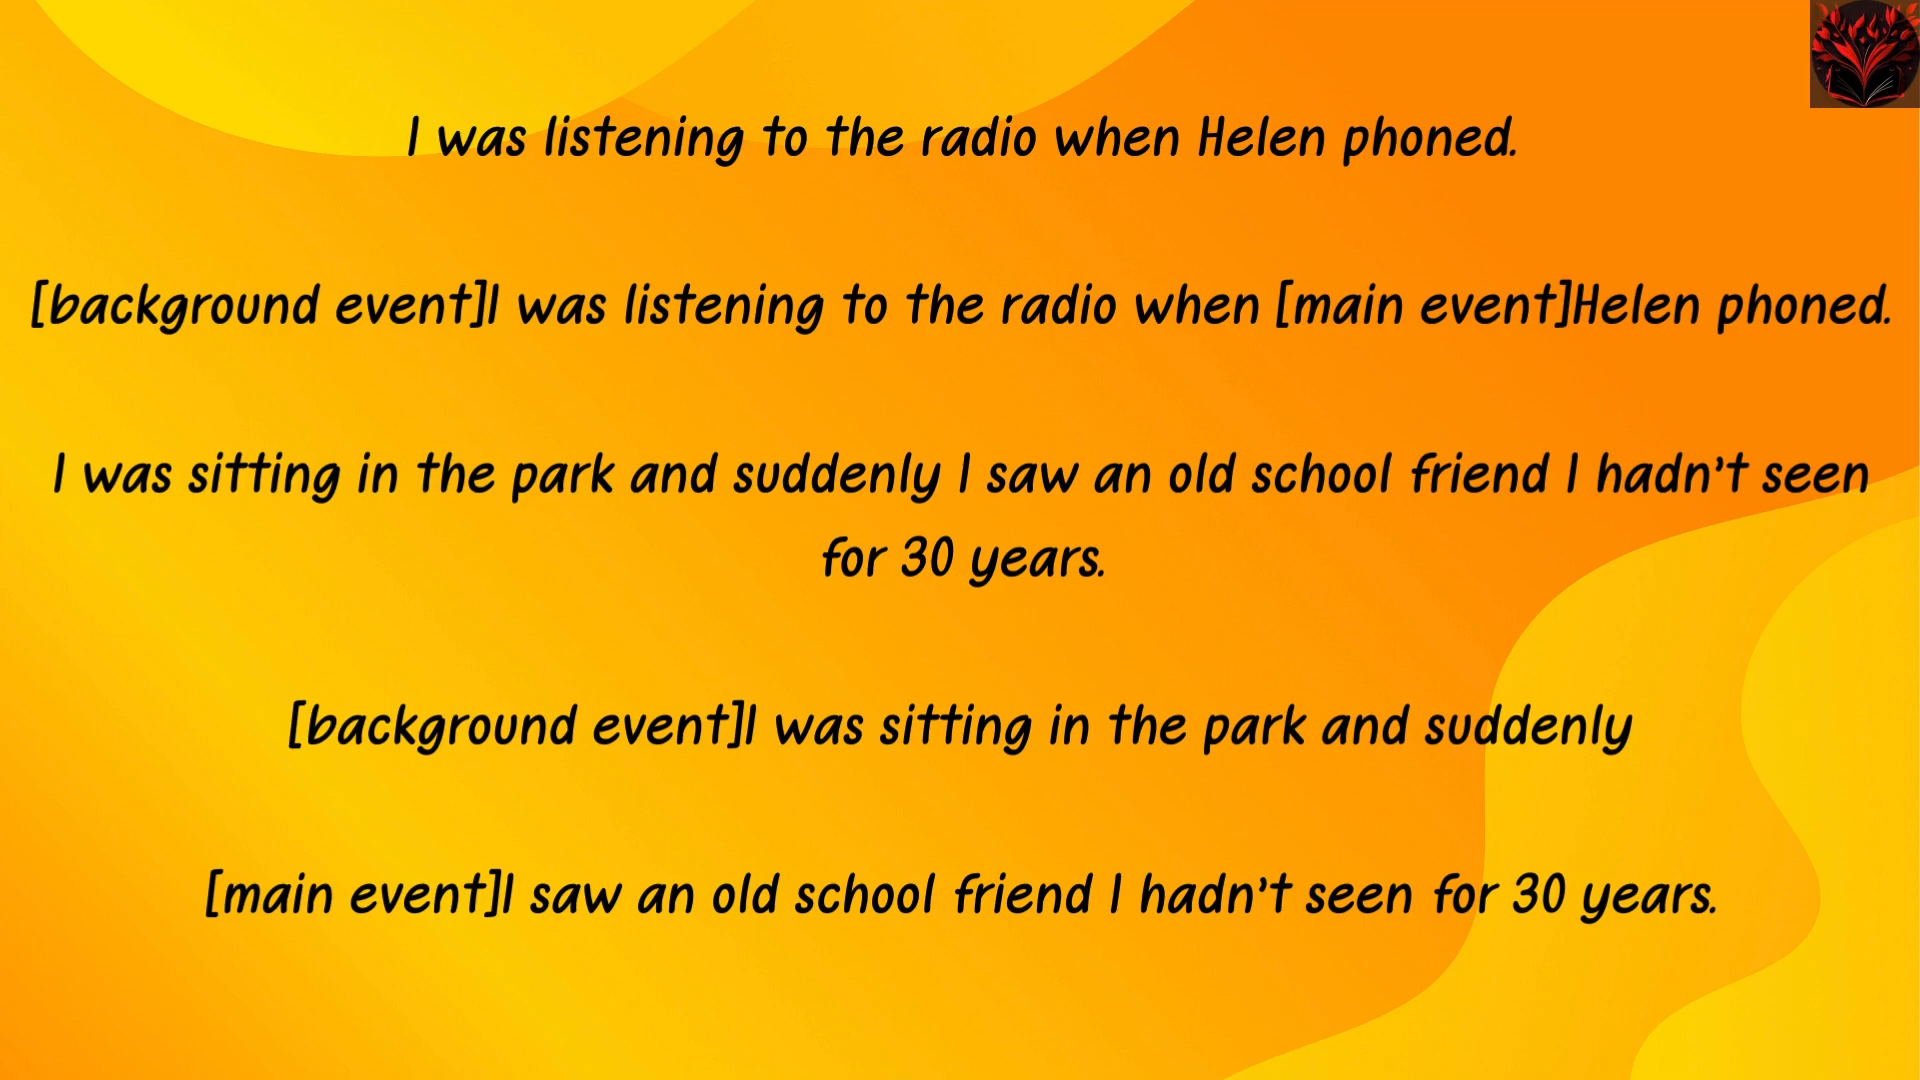 I was listening to the radio when Helen phoned.
[background event]I was listening to the radio when [main event]Helen phoned.
I was sitting in the park and suddenly I saw an old school friend I hadn't seen
for 30 years.
[background event]I was sitting in the park and suddenly
[main event]I saw an old school friend I hadn't seen for 30 years.